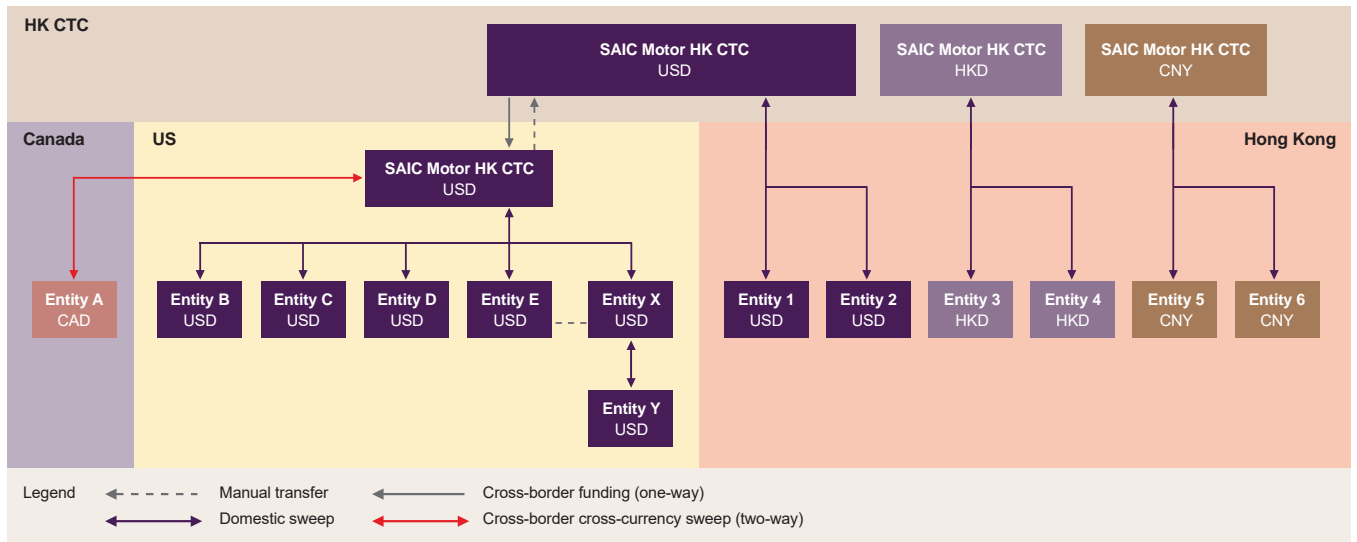 HK CTC
SAIC Motor HK CTC
USD
SAIC Motor HK CTC
HKD
SAIC Motor HK CTC
CNY
Canada
US
Hong Kong
SAIC Motor HK CTC
USD
Entity A
CAD
Entity B
USD
Entity C
USD
Entity D
USD
Entity E
USD
Entity X
USD
Entity 1
USD
Entity 2
USD
Entity 3
HKD
Entity 4
HKD
Entity 5
CNY
Entity 6
CNY
Entity Y
USD
Legend
Manual transfer
Cross-border funding (one-way)
Domestic sweep
Cross-border cross-currency sweep (two-way)